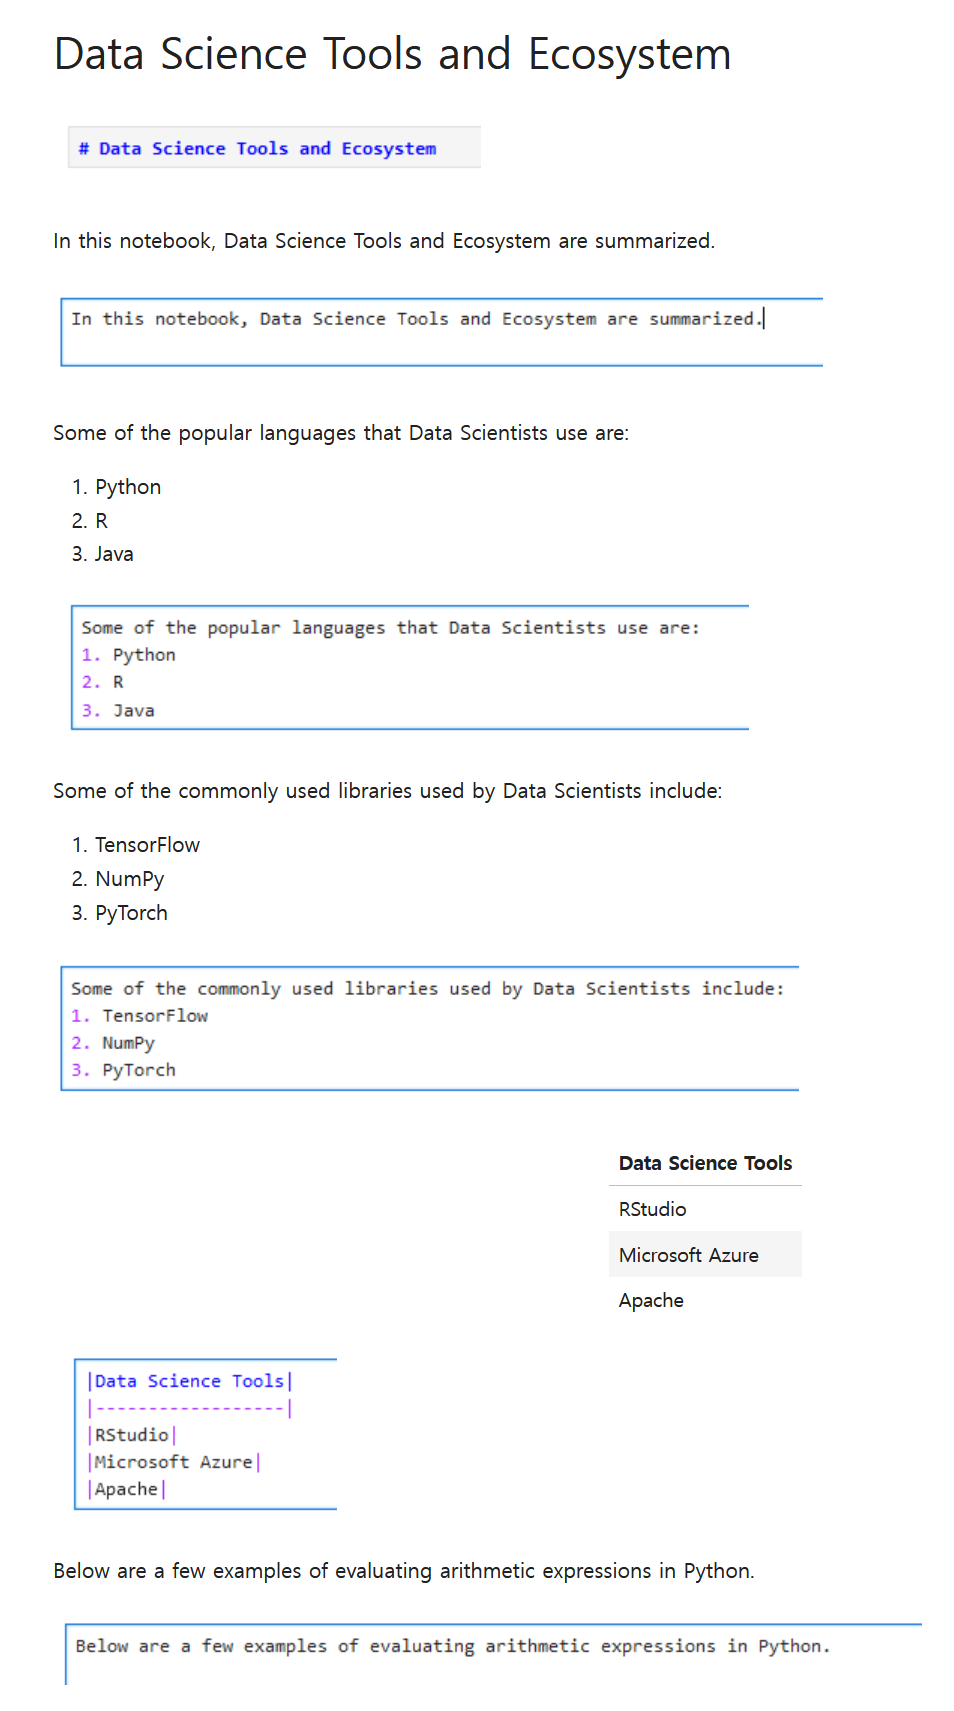 Data Science Tools and Ecosystem
# Data Science Tools and Ecosystem
In this notebook, Data Science Tools and Ecosystem are summarized.
In this notebook, Data Science Tools and Ecosystem are summarized.
Some of the popular languages that Data Scientists use are:
1. Python
2. R
3. Java
Some of the popular languages that Data Scientists use are:
1. Python
2. R
3. Java
Some of the commonly used libraries used by Data Scientists include:
1. TensorFlow
2. NumPy
3. PyTorch
Some of the commonly used libraries used by Data Scientists include:
1. TensorFlow
2. NumPy
3. PyTorch
Data Science Tools
RStudio
Microsoft Azure
Apache
|Data Science Tools|
|------------------|
|RStudio|
|Microsoft Azure|
|Apache|
Below are a few examples of evaluating arithmetic expressions in Python.
Below are a few examples of evaluating arithmetic expressions in Python.